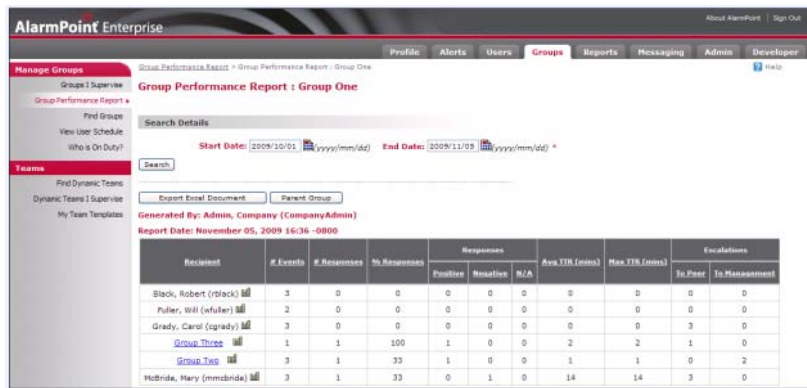 About AlarmPoint | Sign Out
AlarmPoint Enterprise
Profile Alerts Users Groups Reports Messaging Admin Developer
Manage Groups
Groups I Supervise
Group Performance Report
Find Groups
View User Schedule
Who is On Duty?
Teams
Find Dynamic Teams
Dynamic Teams I Supervise
My Team Templates
Group Performance Report > Group Performance Report : Group One
Help
Group Performance Report : Group One
Search Details
Start Date: 2009/10/01 (yyyy/mm/dd) End Date: 2009/11/05 (yyyy/mm/dd) *
Search
Export Excel Document Parent Group
Generated By: Admin, Company (CompanyAdmin)
Report Date: November 05, 2009 16:36 -0800
Recipient # Events # Responses % Responses Responses Avg TTR (mins) Max TTR (mins) Escalations
Positive Negative N/A To Peer To Management
Black, Robert (rblack) 3 0 0 0 0 0 0 0 0 0
Fuller, Will (wfuller) 2 0 0 0 0 0 0 0 0 0
Grady, Carol (cgrady) 3 0 0 0 0 0 0 0 3 0
Group Three 1 1 100 1 0 0 2 2 1 0
Group Two 3 1 33 1 0 0 1 1 0 2
McBride, Mary (mmcbride) 3 1 33 0 1 0 14 14 3 0